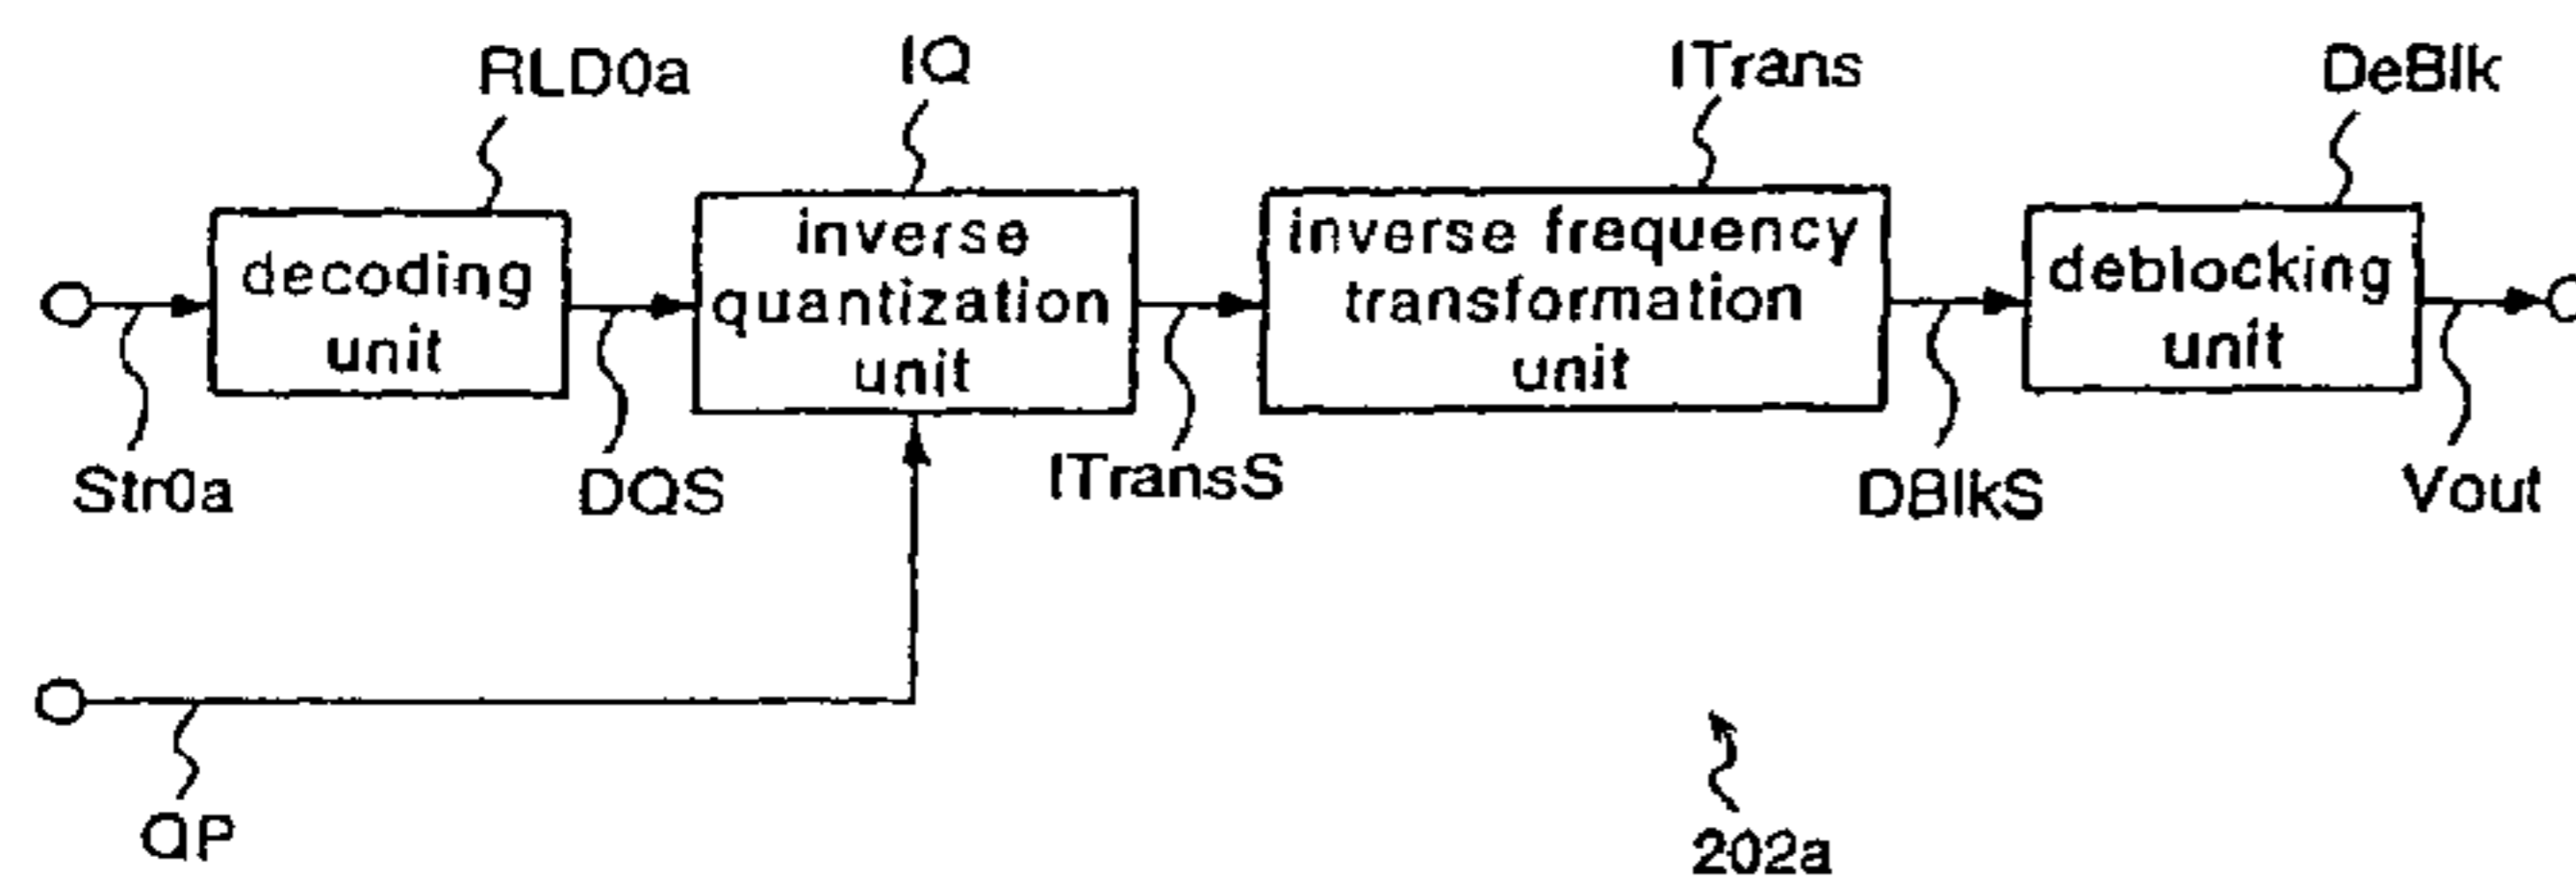 RLD0a
IQ
ITrans
DeBlk
decoding
unit
inverse
quantization
unit
inverse frequency
transformation
unit
deblocking
unit
Str0a
DQS
ITransS
DBlkS
Vout
QP
202a